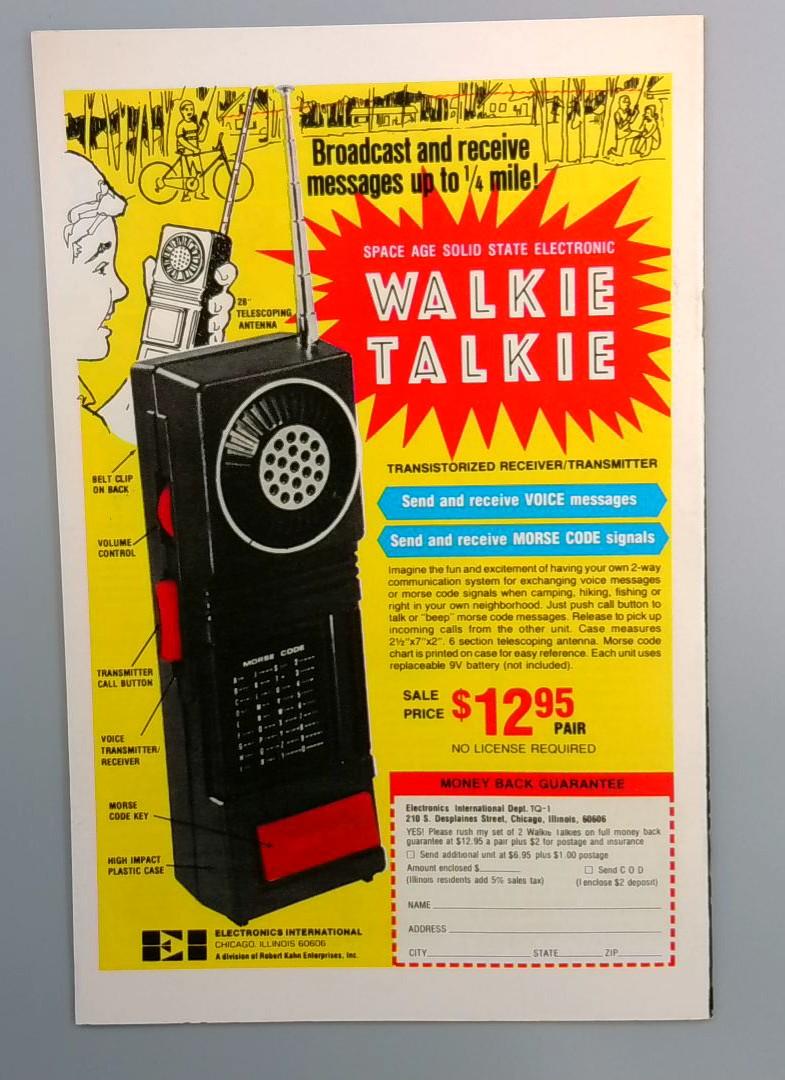 Broadcast and receive
messages up to 1/4 mile!
SPACE AGE SOLID STATE ELECTRONIC
WALKIE
TALKIE
28"
TELESCOPING
ANTENNA
TRANSISTORIZED RECEIVER/TRANSMITTER
Send and receive VOICE messages
Send and receive MORSE CODE signals
BELT CLIP
ON BACK
VOLUME
CONTROL
TRANSMITTER
CALL BUTTON
VOICE
TRANSMITTER/
RECEIVER
MORSE
CODE KEY
HIGH IMPACT
PLASTIC CASE
MORSE CODE
Imagine the fun and excitement of having your own 2-way
communication system for exchanging voice messages
or morse code signals when camping, hiking, fishing or
right in your own neighborhood. Just push call button to
talk or "beep" morse code messages. Release to pick up
incoming calls from the other unit. Case measures
2½"x7"x2". 6 section telescoping antenna. Morse code
chart is printed on case for easy reference. Each unit uses
replaceable 9V battery (not included).
SALE
PRICE $12.95
PAIR
NO LICENSE REQUIRED
MONEY BACK GUARANTEE
Electronics International Dept. TQ-1
210 S. Desplaines Street, Chicago, Illinois, 60606
YES! Please rush my set of 2 Walkie Talkies on full money back
guarantee at $12.95 a pair plus $2 for postage and insurance
☐ Send additional unit at $6.95 plus $1.00 postage
Amount enclosed $______ ☐ Send C O D
(Illinois residents add 5% sales tax) (I enclose $2 deposit)
NAME
ADDRESS
CITY STATE ZIP
ELECTRONICS INTERNATIONAL
CHICAGO, ILLINOIS 60606
A division of Robert Kahn Enterprises, Inc.